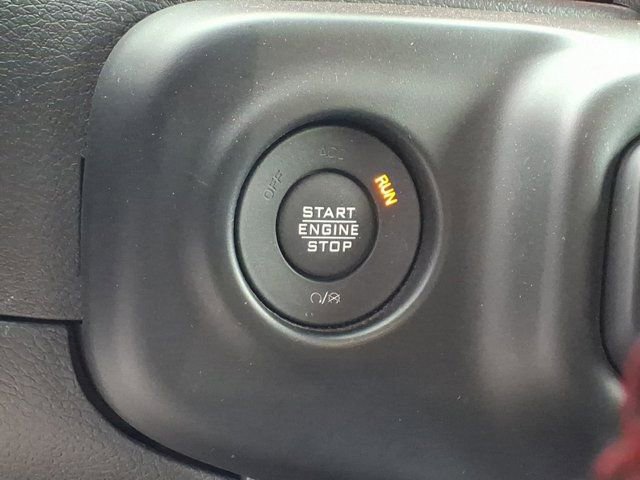 ACC
OFF
RUN
START
ENGINE
STOP